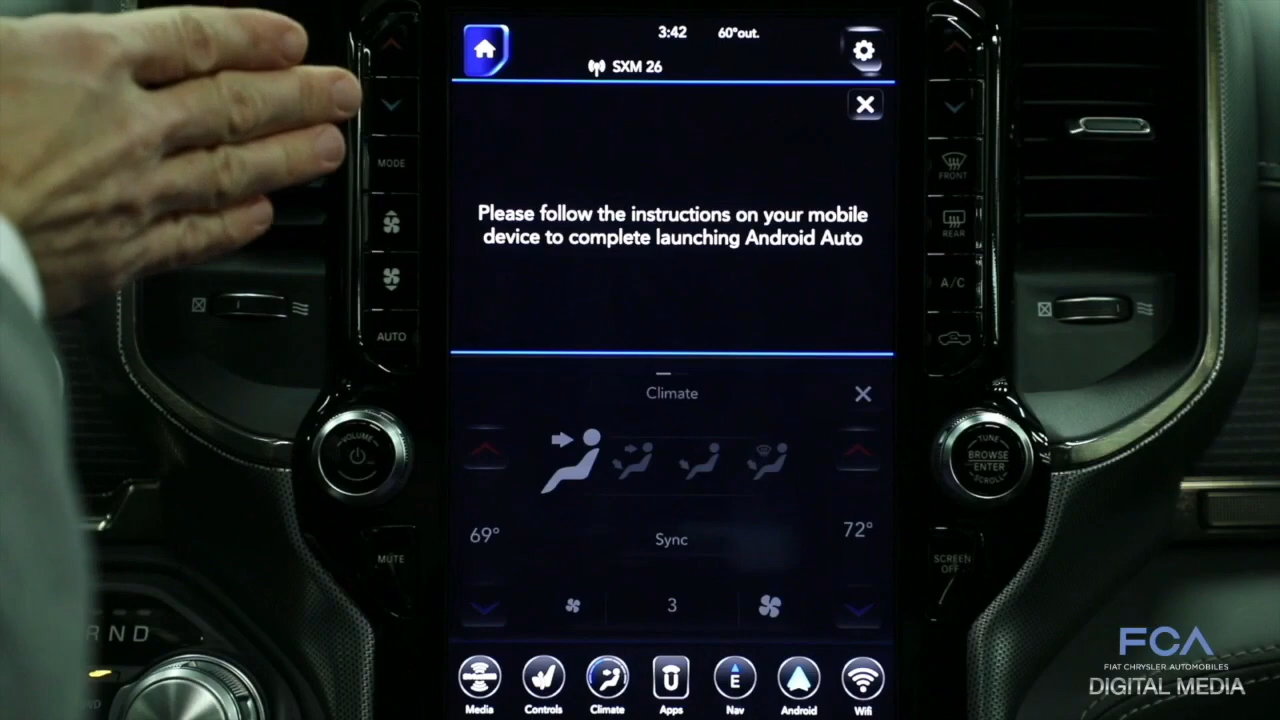 3:42 60°out.
SXM 26
Please follow the instructions on your mobile
device to complete launching Android Auto
Climate
69°
Sync
72°
3
Media Controls Climate Apps Nav Android Wifi
E
MODE
AUTO
VOLUME
MUTE
RND
FRONT
REAR
A/C
TUNE
BROWSE
ENTER
SCROLL
SCREEN
OFF
FCA
FIAT CHRYSLER AUTOMOBILES
DIGITAL MEDIA